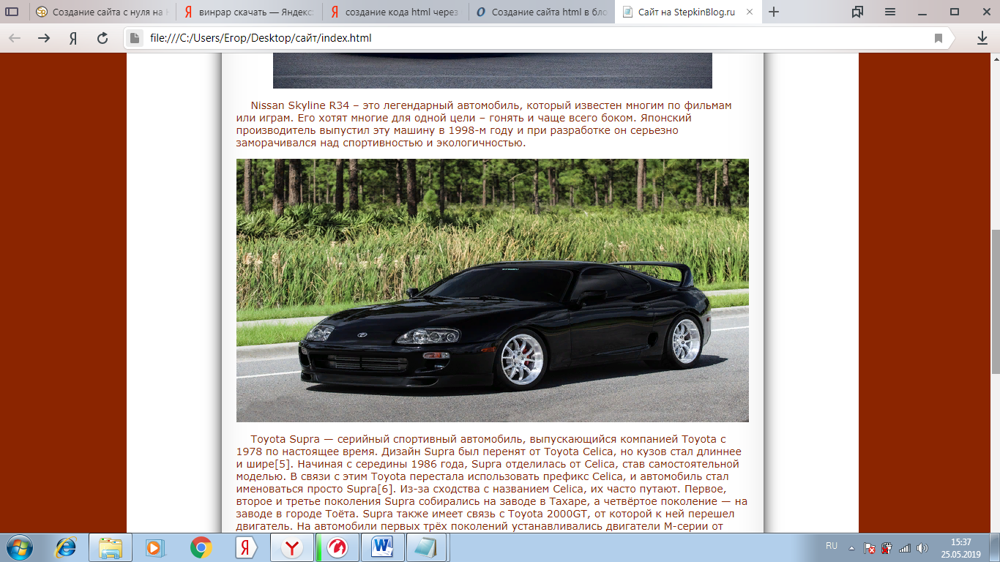 Создание сайта с нуля на
винрар скачать — Яндекс
создание кода html через
Создание сайта html в бло
Сайт на StepkinBlog.ru
file:///C:/Users/Егор/Desktop/сайт/index.html
Nissan Skyline R34 – это легендарный автомобиль, который известен многим по фильмам
или играм. Его хотят многие для одной цели – гонять и чаще всего боком. Японский
производитель выпустил эту машину в 1998-м году и при разработке он серьезно
заморачивался над спортивностью и экологичностью.
Toyota Supra — серийный спортивный автомобиль, выпускающийся компанией Toyota с
1978 по настоящее время. Дизайн Supra был перенят от Toyota Celica, но кузов стал длиннее
и шире[5]. Начиная с середины 1986 года, Supra отделилась от Celica, став самостоятельной
моделью. В связи с этим Toyota перестала использовать префикс Celica, и автомобиль стал
именоваться просто Supra[6]. Из-за сходства с названием Celica, их часто путают. Первое,
второе и третье поколения Supra собирались на заводе в Тахаре, а четвёртое поколение — на
заводе в городе Тоёта. Supra также имеет связь с Toyota 2000GT, от которой к ней перешел
двигатель. На автомобили первых трёх поколений устанавливались двигатели M-серии от
RU
15:37
25.05.2019